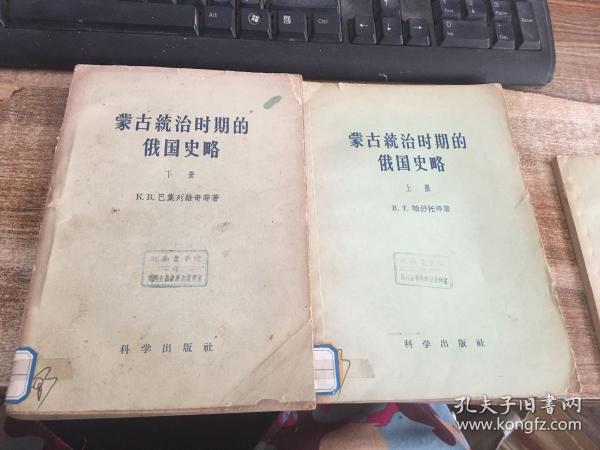 蒙古統治时期的
俄国史略
下册
К. В. 巴集列維奇等著
科学出版社
蒙古統治时期的
俄国史略
上册
В. Т. 帕舒托等著
科学出版社
孔夫子旧书网
www.kongfz.com